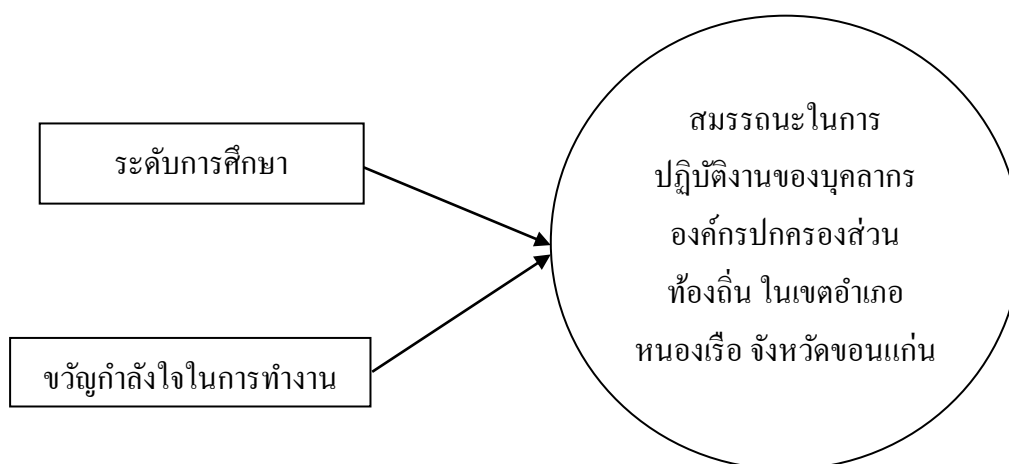 ระดับการศึกษา
ขวัญกำลังใจในการทำงาน
สมรรถนะในการ
ปฏิบัติงานของบุคลากร
องค์กรปกครองส่วน
ท้องถิ่น ในเขตอำเภอ
หนองเรือ จังหวัดขอนแก่น